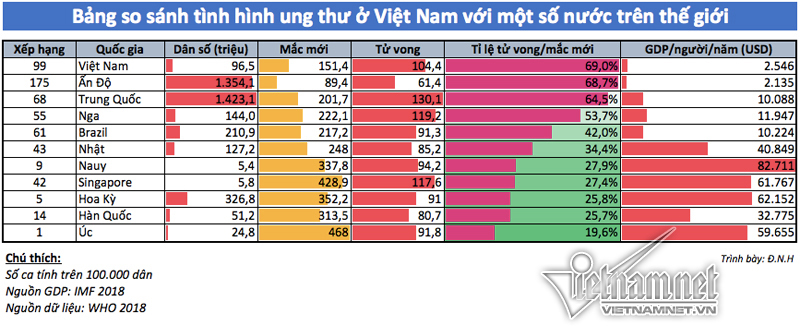 Bảng so sánh tình hình ung thư ở Việt Nam với một số nước trên thế giới
Xếp hạng Quốc gia Dân số (triệu) Mắc mới Tử vong Tỉ lệ tử vong/mắc mới GDP/người/năm (USD)
99 Việt Nam 96,5 151,4 104,4 69,0% 2.546
175 Ấn Độ 1.354,1 89,4 61,4 68,7% 2.135
68 Trung Quốc 1.423,1 201,7 130,1 64,5% 10.088
55 Nga 144,0 222,1 119,2 53,7% 11.947
61 Brazil 210,9 217,2 91,3 42,0% 10.224
43 Nhật 127,2 248 85,2 34,4% 40.849
9 Nauy 5,4 337,8 94,2 27,9% 82.711
42 Singapore 5,8 428,9 117,6 27,4% 61.767
5 Hoa Kỳ 326,8 352,2 91 25,8% 62.152
14 Hàn Quốc 51,2 313,5 80,7 25,7% 32.775
1 Úc 24,8 468 91,8 19,6% 59.655
Chú thích:
Số ca tính trên 100.000 dân
Nguồn GDP: IMF 2018
Nguồn dữ liệu: WHO 2018
Trình bày: Đ.N.H
vietnamnet
VIETNAMNET.VN